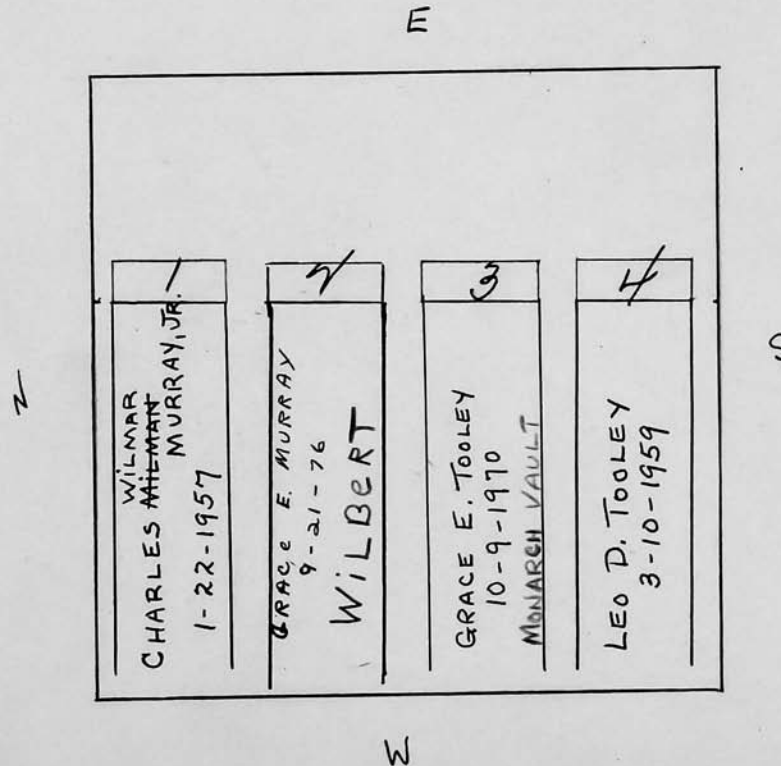 E
N
S
W
1
WILMAR
CHARLES MILMAN
MURRAY, JR.
1-22-1957
2
GRACE E. MURRAY
9-21-76
WILBERT
3
GRACE E. TOOLEY
10-9-1970
MONARCH VAULT
4
LEO D. TOOLEY
3-10-1959